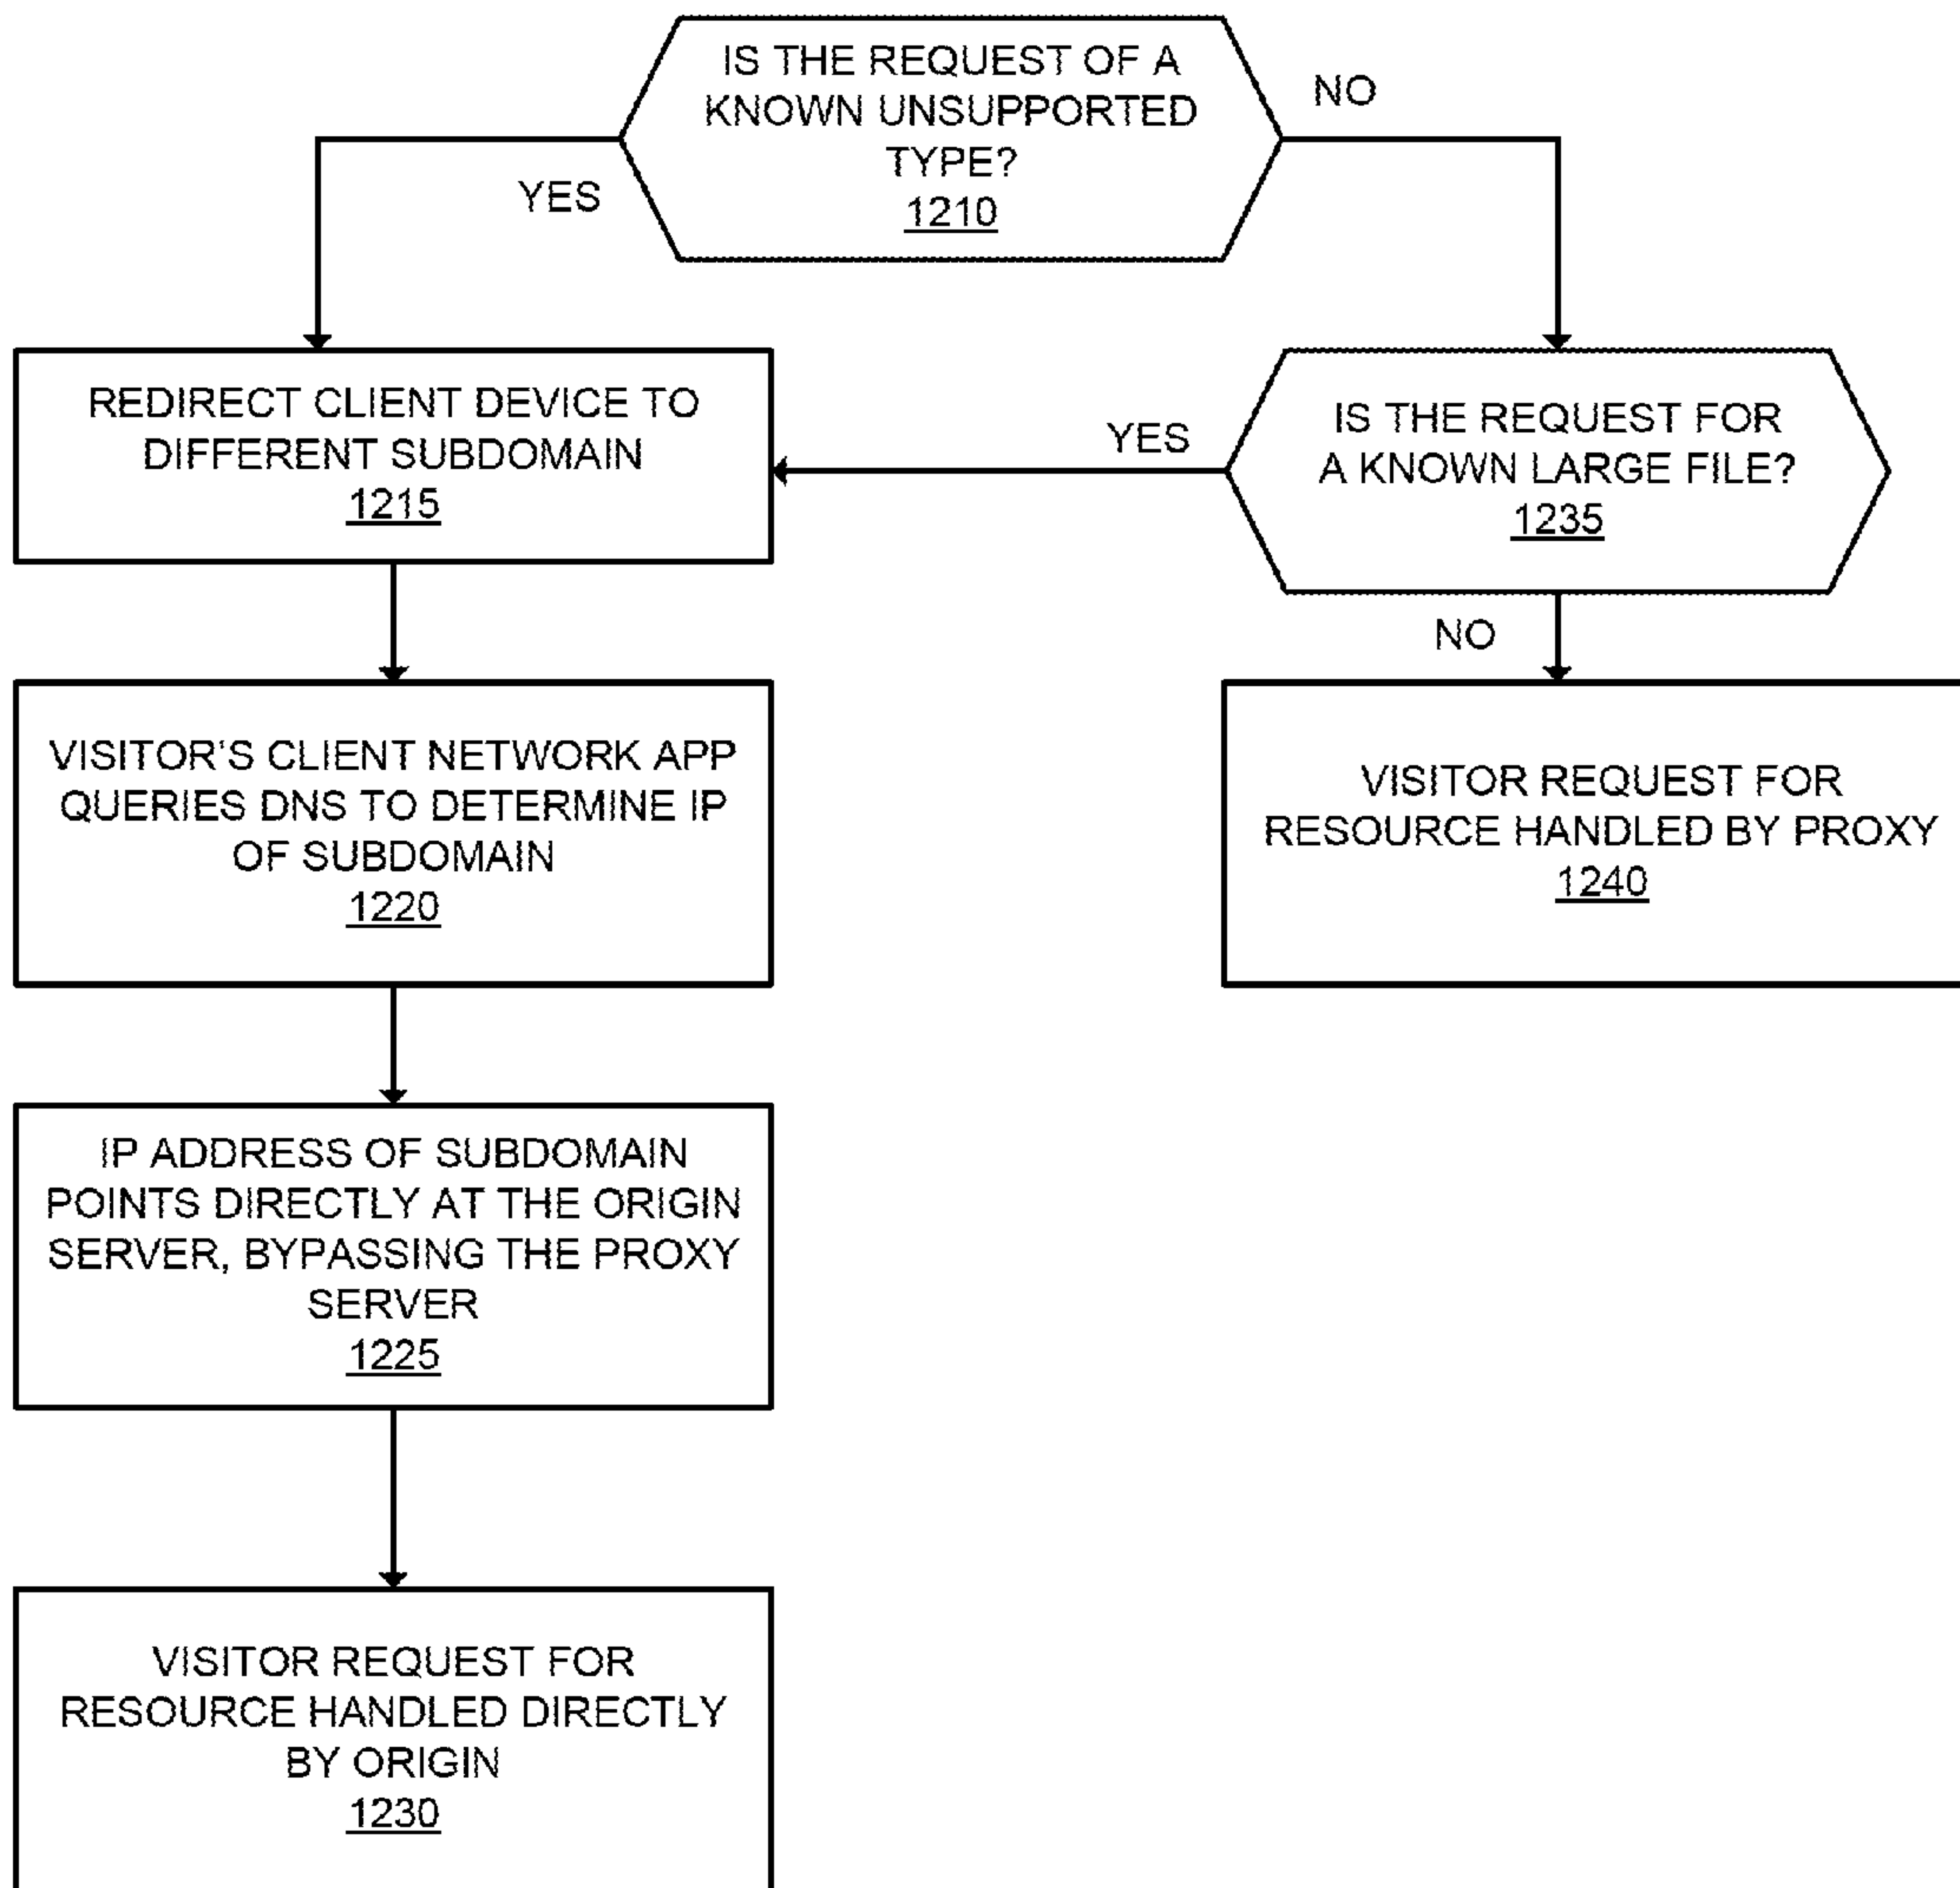 IS THE REQUEST OF A
KNOWN UNSUPPORTED
TYPE?
1210
NO
YES
REDIRECT CLIENT DEVICE TO
DIFFERENT SUBDOMAIN
1215
YES
IS THE REQUEST FOR
A KNOWN LARGE FILE?
1235
NO
VISITOR'S CLIENT NETWORK APP
QUERIES DNS TO DETERMINE IP
OF SUBDOMAIN
1220
VISITOR REQUEST FOR
RESOURCE HANDLED BY PROXY
1240
IP ADDRESS OF SUBDOMAIN
POINTS DIRECTLY AT THE ORIGIN
SERVER, BYPASSING THE PROXY
SERVER
1225
VISITOR REQUEST FOR
RESOURCE HANDLED DIRECTLY
BY ORIGIN
1230